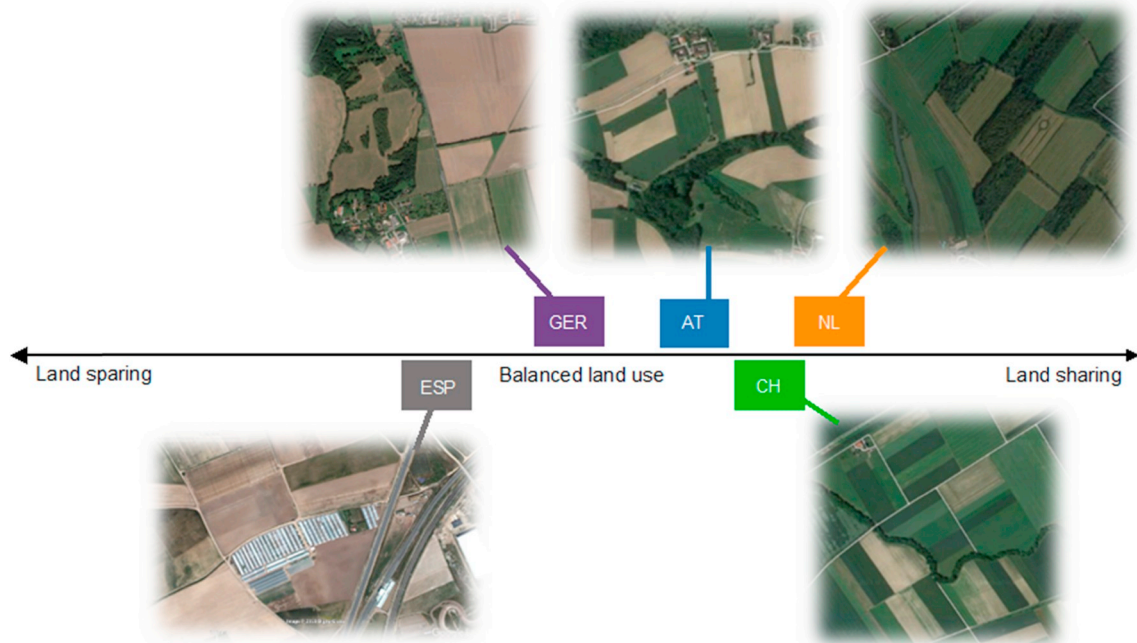 GER
AT
NL
Land sparing
Balanced land use
Land sharing
ESP
CH